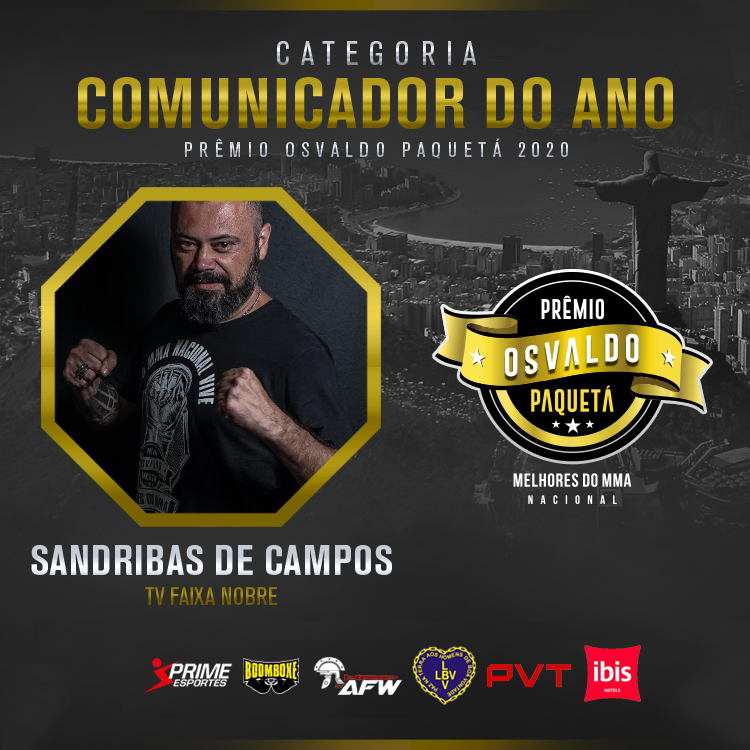 CATEGORIA
COMUNICADOR DO ANO
PRÊMIO OSVALDO PAQUETÁ 2020
MMA NACIONAL VIVE
PRÊMIO
OSVALDO
PAQUETÁ
MELHORES DO MMA
NACIONAL
SANDRIBAS DE CAMPOS
TV FAIXA NOBRE
PRIME
ESPORTES
BOOMBOXE
AFW
LBV
PVT
ibis
HOTELS